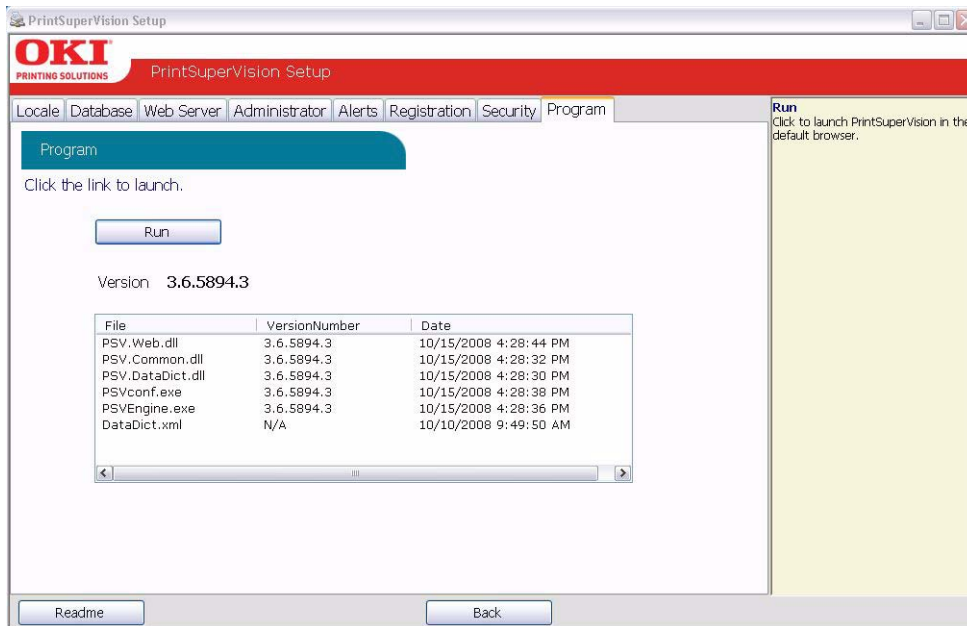 PrintSuperVision Setup
OKI
PRINTING SOLUTIONS
PrintSuperVision Setup
Locale Database Web Server Administrator Alerts Registration Security Program
Run
Click to launch PrintSuperVision in the
default browser.
Program
Click the link to launch.
Run
Version 3.6.5894.3
File VersionNumber Date
PSV.Web.dll 3.6.5894.3 10/15/2008 4:28:44 PM
PSV.Common.dll 3.6.5894.3 10/15/2008 4:28:32 PM
PSV.DataDict.dll 3.6.5894.3 10/15/2008 4:28:30 PM
PSVconf.exe 3.6.5894.3 10/15/2008 4:28:38 PM
PSVEngine.exe 3.6.5894.3 10/15/2008 4:28:36 PM
DataDict.xml N/A 10/10/2008 9:49:50 AM
Readme Back